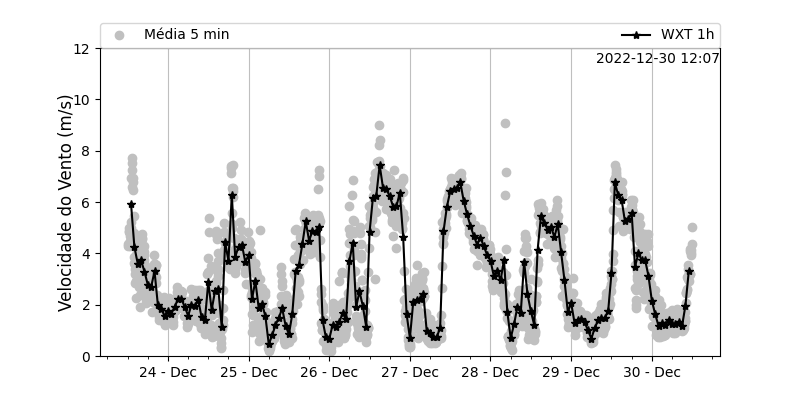 Média 5 min
WXT 1h
2022-12-30 12:07
Velocidade do Vento (m/s)
12
10
8
6
4
2
0
24 - Dec
25 - Dec
26 - Dec
27 - Dec
28 - Dec
29 - Dec
30 - Dec